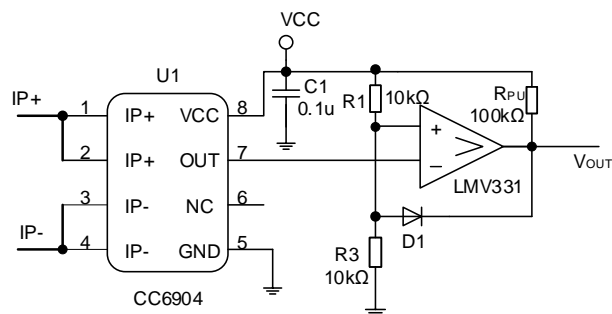 VCC
U1
IP+
1
IP+
VCC
8
C1
0.1u
R1
10kΩ
RPU
100kΩ
2
IP+
OUT
7
+
−
LMV331
VOUT
3
IP-
NC
6
IP-
4
IP-
GND
5
D1
R3
10kΩ
CC6904